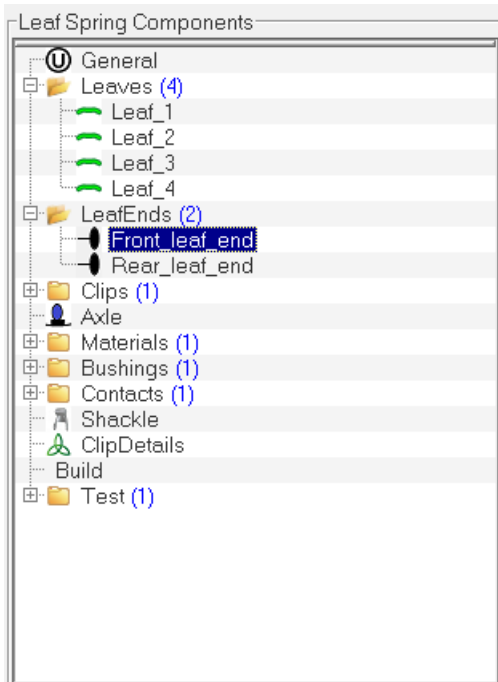 Leaf Spring Components
U General
Leaves (4)
Leaf_1
Leaf_2
Leaf_3
Leaf_4
LeafEnds (2)
Front_leaf_end
Rear_leaf_end
Clips (1)
Axle
Materials (1)
Bushings (1)
Contacts (1)
Shackle
ClipDetails
Build
Test (1)